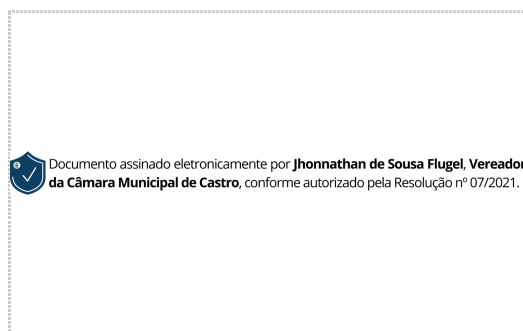 Documento assinado eletronicamente por Jhonnathan de Sousa Flugel, Vereador
da Câmara Municipal de Castro, conforme autorizado pela Resolução nº 07/2021.